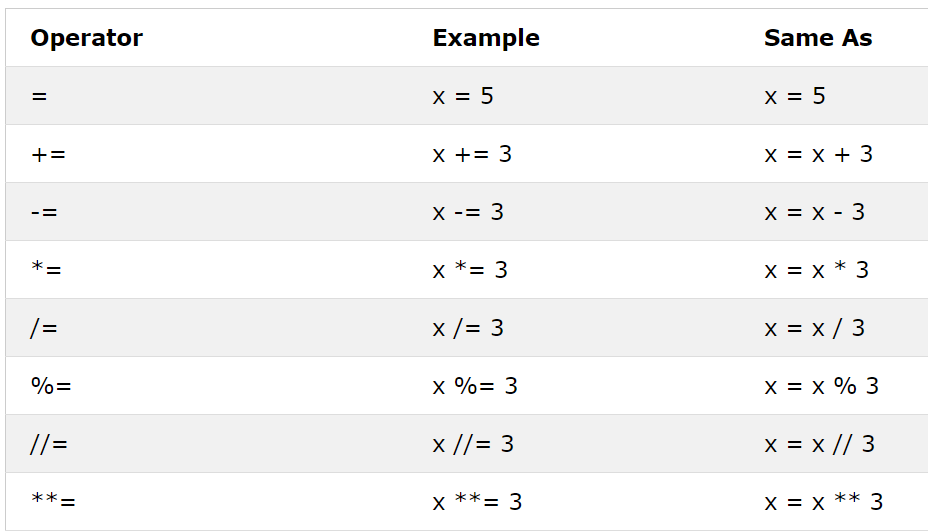 Operator Example Same As
= x = 5 x = 5
+= x += 3 x = x + 3
-= x -= 3 x = x - 3
*= x *= 3 x = x * 3
/= x /= 3 x = x / 3
%= x %= 3 x = x % 3
//= x //= 3 x = x // 3
**= x **= 3 x = x ** 3